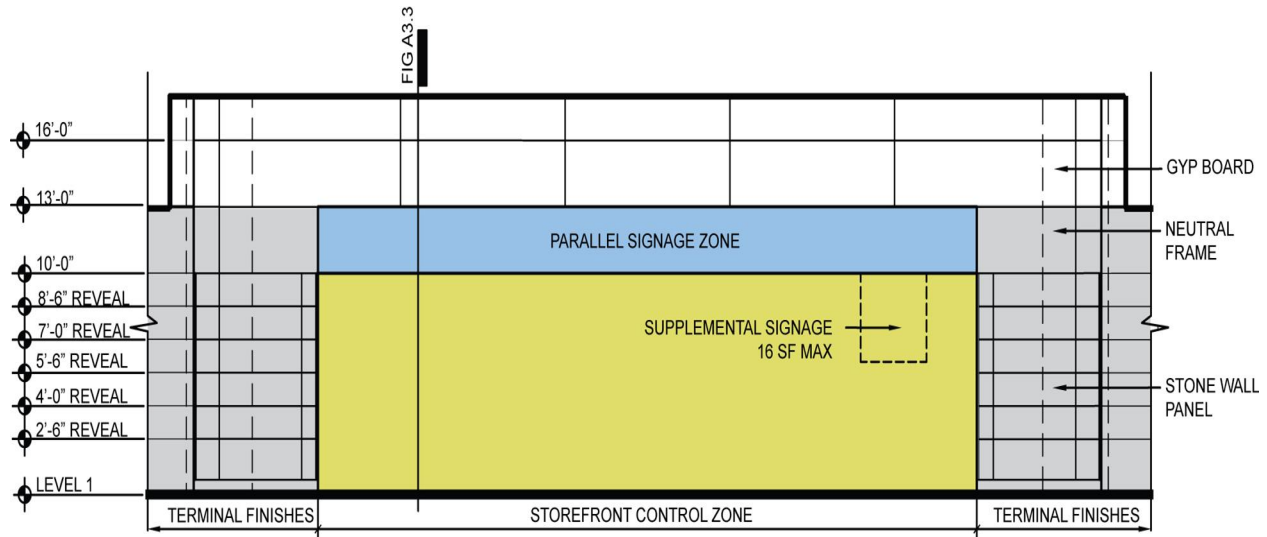 FIG A3.3
16'-0"
13'-0"
10'-0"
8'-6" REVEAL
7'-0" REVEAL
5'-6" REVEAL
4'-0" REVEAL
2'-6" REVEAL
LEVEL 1
PARALLEL SIGNAGE ZONE
SUPPLEMENTAL SIGNAGE
16 SF MAX
GYP BOARD
NEUTRAL
FRAME
STONE WALL
PANEL
TERMINAL FINISHES
STOREFRONT CONTROL ZONE
TERMINAL FINISHES